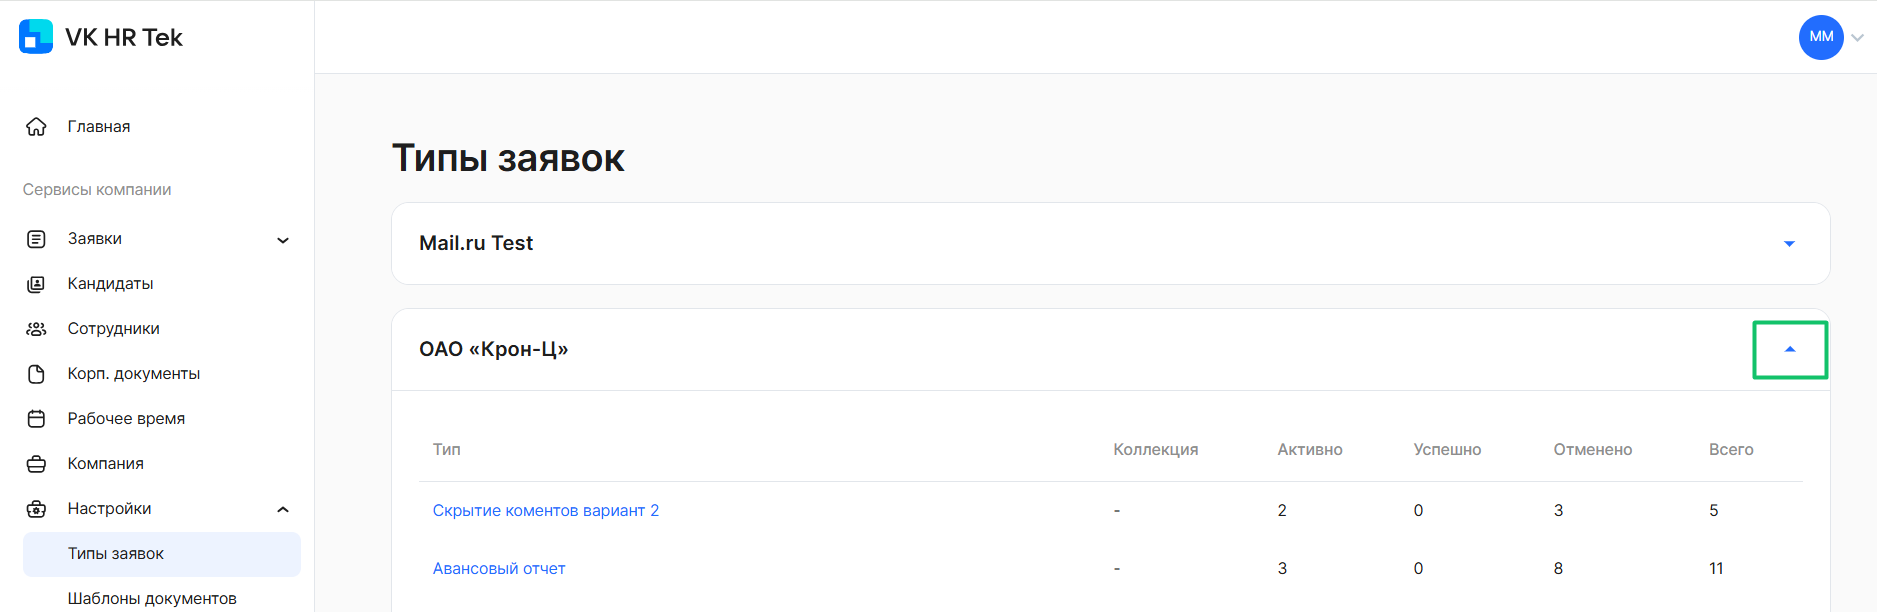 VK HR Tek
MM
Главная
Сервисы компании
Заявки
Кандидаты
Сотрудники
Корп. документы
Рабочее время
Компания
Настройки
Типы заявок
Шаблоны документов
Типы заявок
Mail.ru Test
ОАО «Крон-Ц»
Тип Коллекция Активно Успешно Отменено Всего
Скрытие коментов вариант 2 - 2 0 3 5
Авансовый отчет - 3 0 8 11